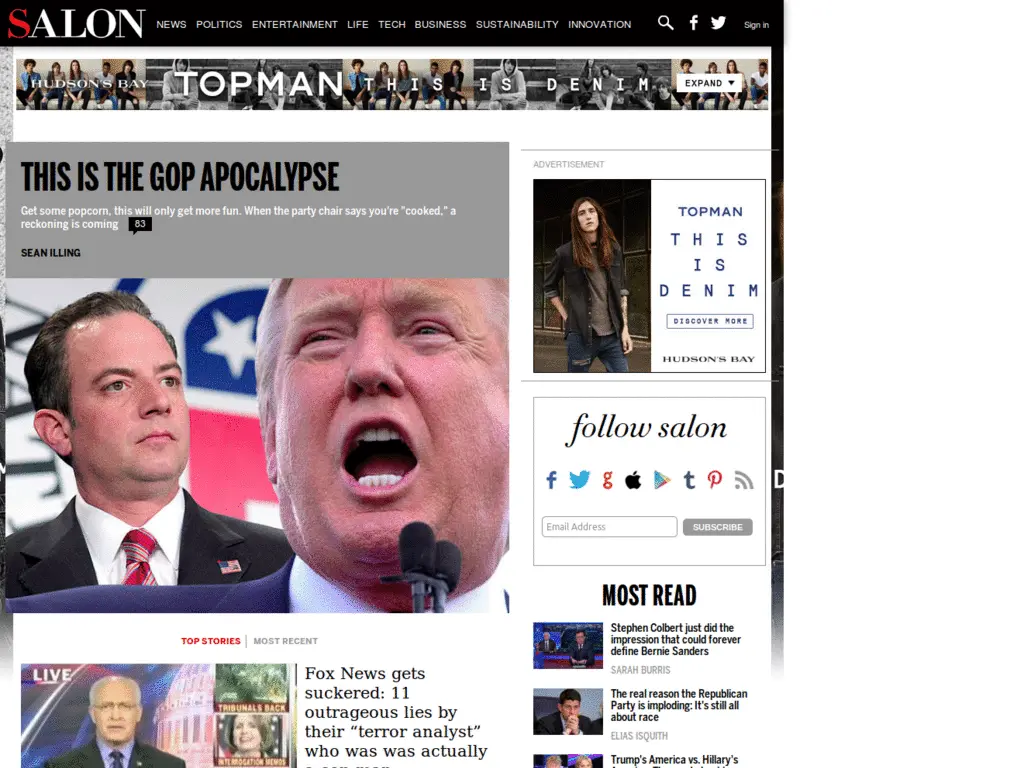 SALON
NEWS POLITICS ENTERTAINMENT LIFE TECH BUSINESS SUSTAINABILITY INNOVATION
Sign in
HUDSON'S BAY TOPMAN THIS IS DENIM
EXPAND
THIS IS THE GOP APOCALYPSE
Get some popcorn, this will only get more fun. When the party chair says you're "cooked," a
reckoning is coming 83
SEAN ILLING
ADVERTISEMENT
TOPMAN
THIS
IS
DENIM
DISCOVER MORE
HUDSON'S BAY
follow salon
Email Address
SUBSCRIBE
MOST READ
Stephen Colbert just did the
impression that could forever
define Bernie Sanders
SARAH BURRIS
The real reason the Republican
Party is imploding: It's still all
about race
ELIAS ISQUITH
Trump's America vs. Hillary's
TOP STORIES MOST RECENT
LIVE
TRIBUNALS BACK
INTERROGATION MEMOS
Fox News gets
suckered: 11
outrageous lies by
their “terror analyst”
who was was actually